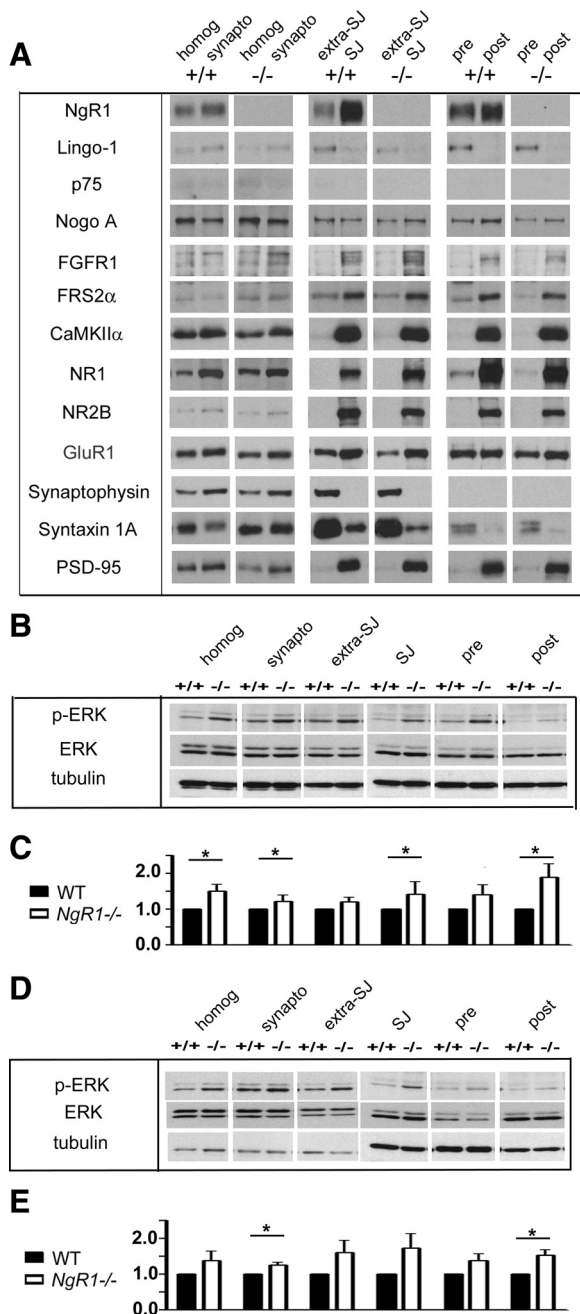 A
homog synapto homog synapto extra-SJ SJ extra-SJ SJ pre post pre post
+/+ -/- +/+ -/- +/+ -/-
NgR1
Lingo-1
p75
Nogo A
FGFR1
FRS2α
CaMKIIα
NR1
NR2B
GluR1
Synaptophysin
Syntaxin 1A
PSD-95
B
homog synapto extra-SJ SJ pre post
+/+ -/- +/+ -/- +/+ -/- +/+ -/- +/+ -/- +/+ -/-
p-ERK
ERK
tubulin
C
2.0
1.0
0.0
WT
NgR1-/-
* * * *
D
homog synapto extra-SJ SJ pre post
+/+ -/- +/+ -/- +/+ -/- +/+ -/- +/+ -/- +/+ -/-
p-ERK
ERK
tubulin
E
2.0
1.0
0.0
WT
NgR1-/-
* *